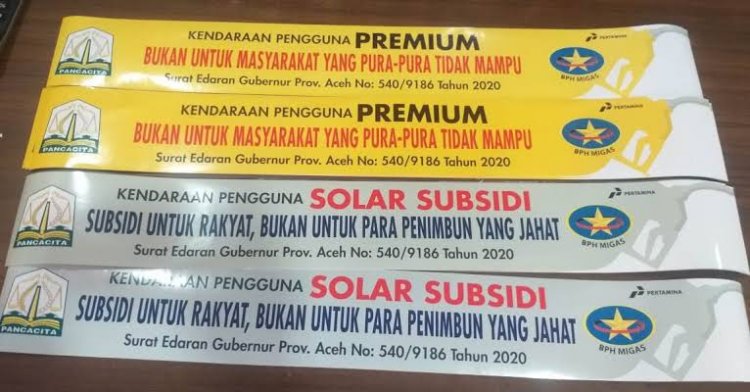 KENDARAAN PENGGUNA PREMIUM
BUKAN UNTUK MASYARAKAT YANG PURA-PURA TIDAK MAMPU
Surat Edaran Gubernur Prov. Aceh No: 540/9186 Tahun 2020
PANCACITA
PERTAMINA
BPH MIGAS
KENDARAAN PENGGUNA PREMIUM
BUKAN UNTUK MASYARAKAT YANG PURA-PURA TIDAK MAMPU
Surat Edaran Gubernur Prov. Aceh No: 540/9186 Tahun 2020
PANCACITA
PERTAMINA
BPH MIGAS
KENDARAAN PENGGUNA SOLAR SUBSIDI
SUBSIDI UNTUK RAKYAT, BUKAN UNTUK PARA PENIMBUN YANG JAHAT
Surat Edaran Gubernur Prov. Aceh No: 540/9186 Tahun 2020
PANCACITA
PERTAMINA
BPH MIGAS
KENDARAAN PENGGUNA SOLAR SUBSIDI
SUBSIDI UNTUK RAKYAT, BUKAN UNTUK PARA PENIMBUN YANG JAHAT
Surat Edaran Gubernur Prov. Aceh No: 540/9186 Tahun 2020
PANCACITA
PERTAMINA
BPH MIGAS